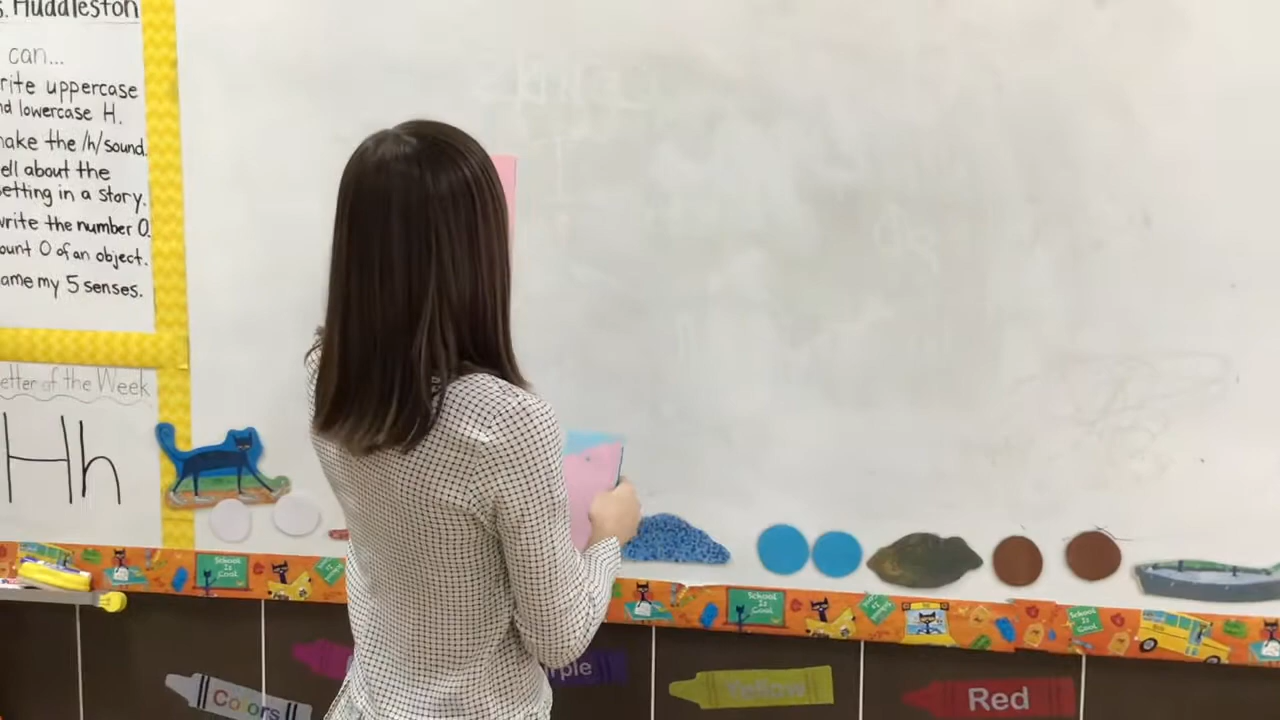 s. Huddleston
can...
rite uppercase
nd lowercase H.
make the /h/ sound.
ell about the
setting in a story.
write the number 0.
ount 0 of an object.
ame my 5 senses.
etter of the Week
Hh
School
Is
Cool
School
Is
Cool
School
Is
Cool
Colors
rple
Yellow
Red